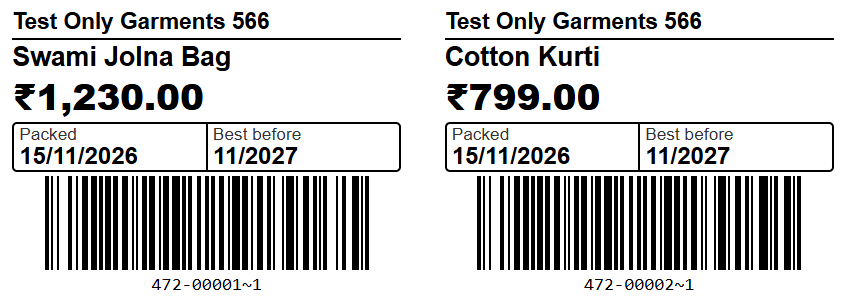 Test Only Garments 566
Swami Jolna Bag
₹1,230.00
Packed
15/11/2026
Best before
11/2027
472-00001~1
Test Only Garments 566
Cotton Kurti
₹799.00
Packed
15/11/2026
Best before
11/2027
472-00002~1